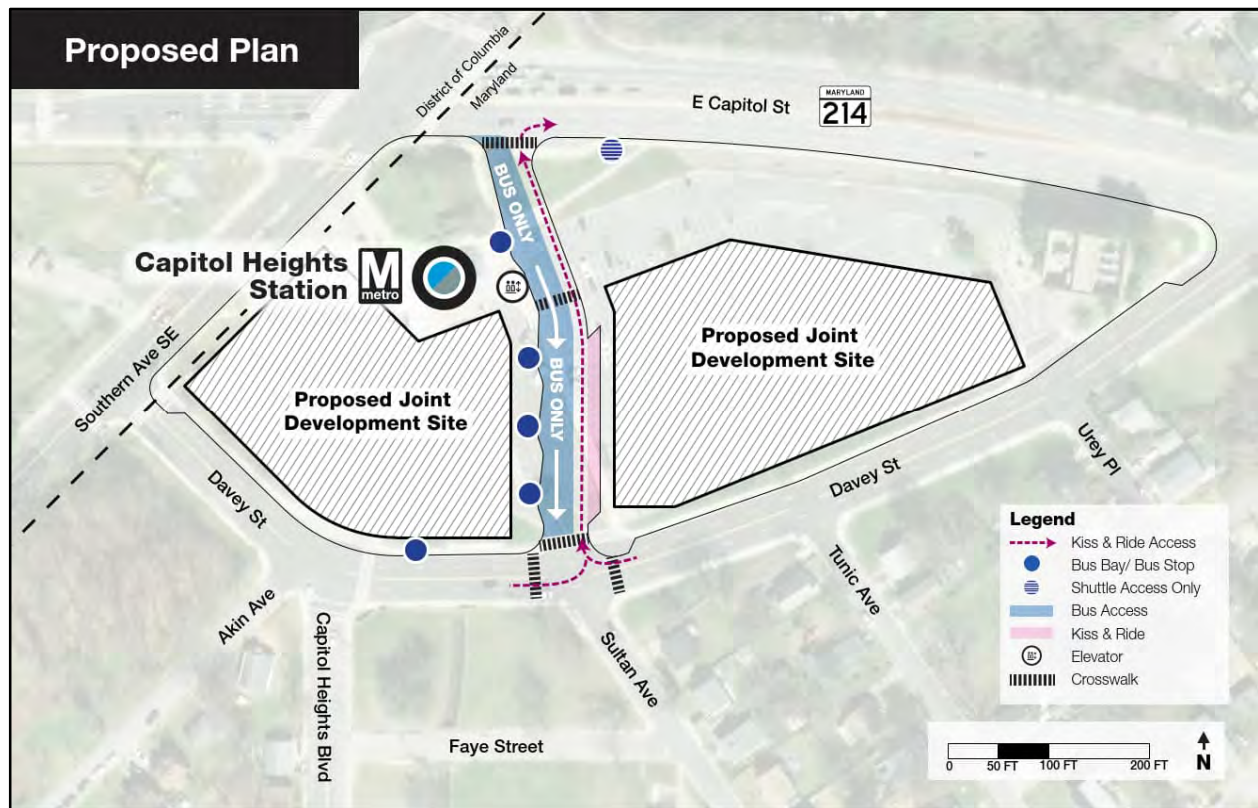 Proposed Plan
District of Columbia
Maryland
E Capitol St
MARYLAND
214
BUS ONLY
Capitol Heights
Station
M
metro
Southern Ave SE
BUS ONLY
Proposed Joint
Development Site
Proposed Joint
Development Site
Davey St
Davey St
Urey Pl
Akin Ave
Capitol Heights Blvd
Sultan Ave
Tunic Ave
Faye Street
Legend
Kiss & Ride Access
Bus Bay/ Bus Stop
Shuttle Access Only
Bus Access
Kiss & Ride
Elevator
Crosswalk
0 50 FT 100 FT 200 FT
N